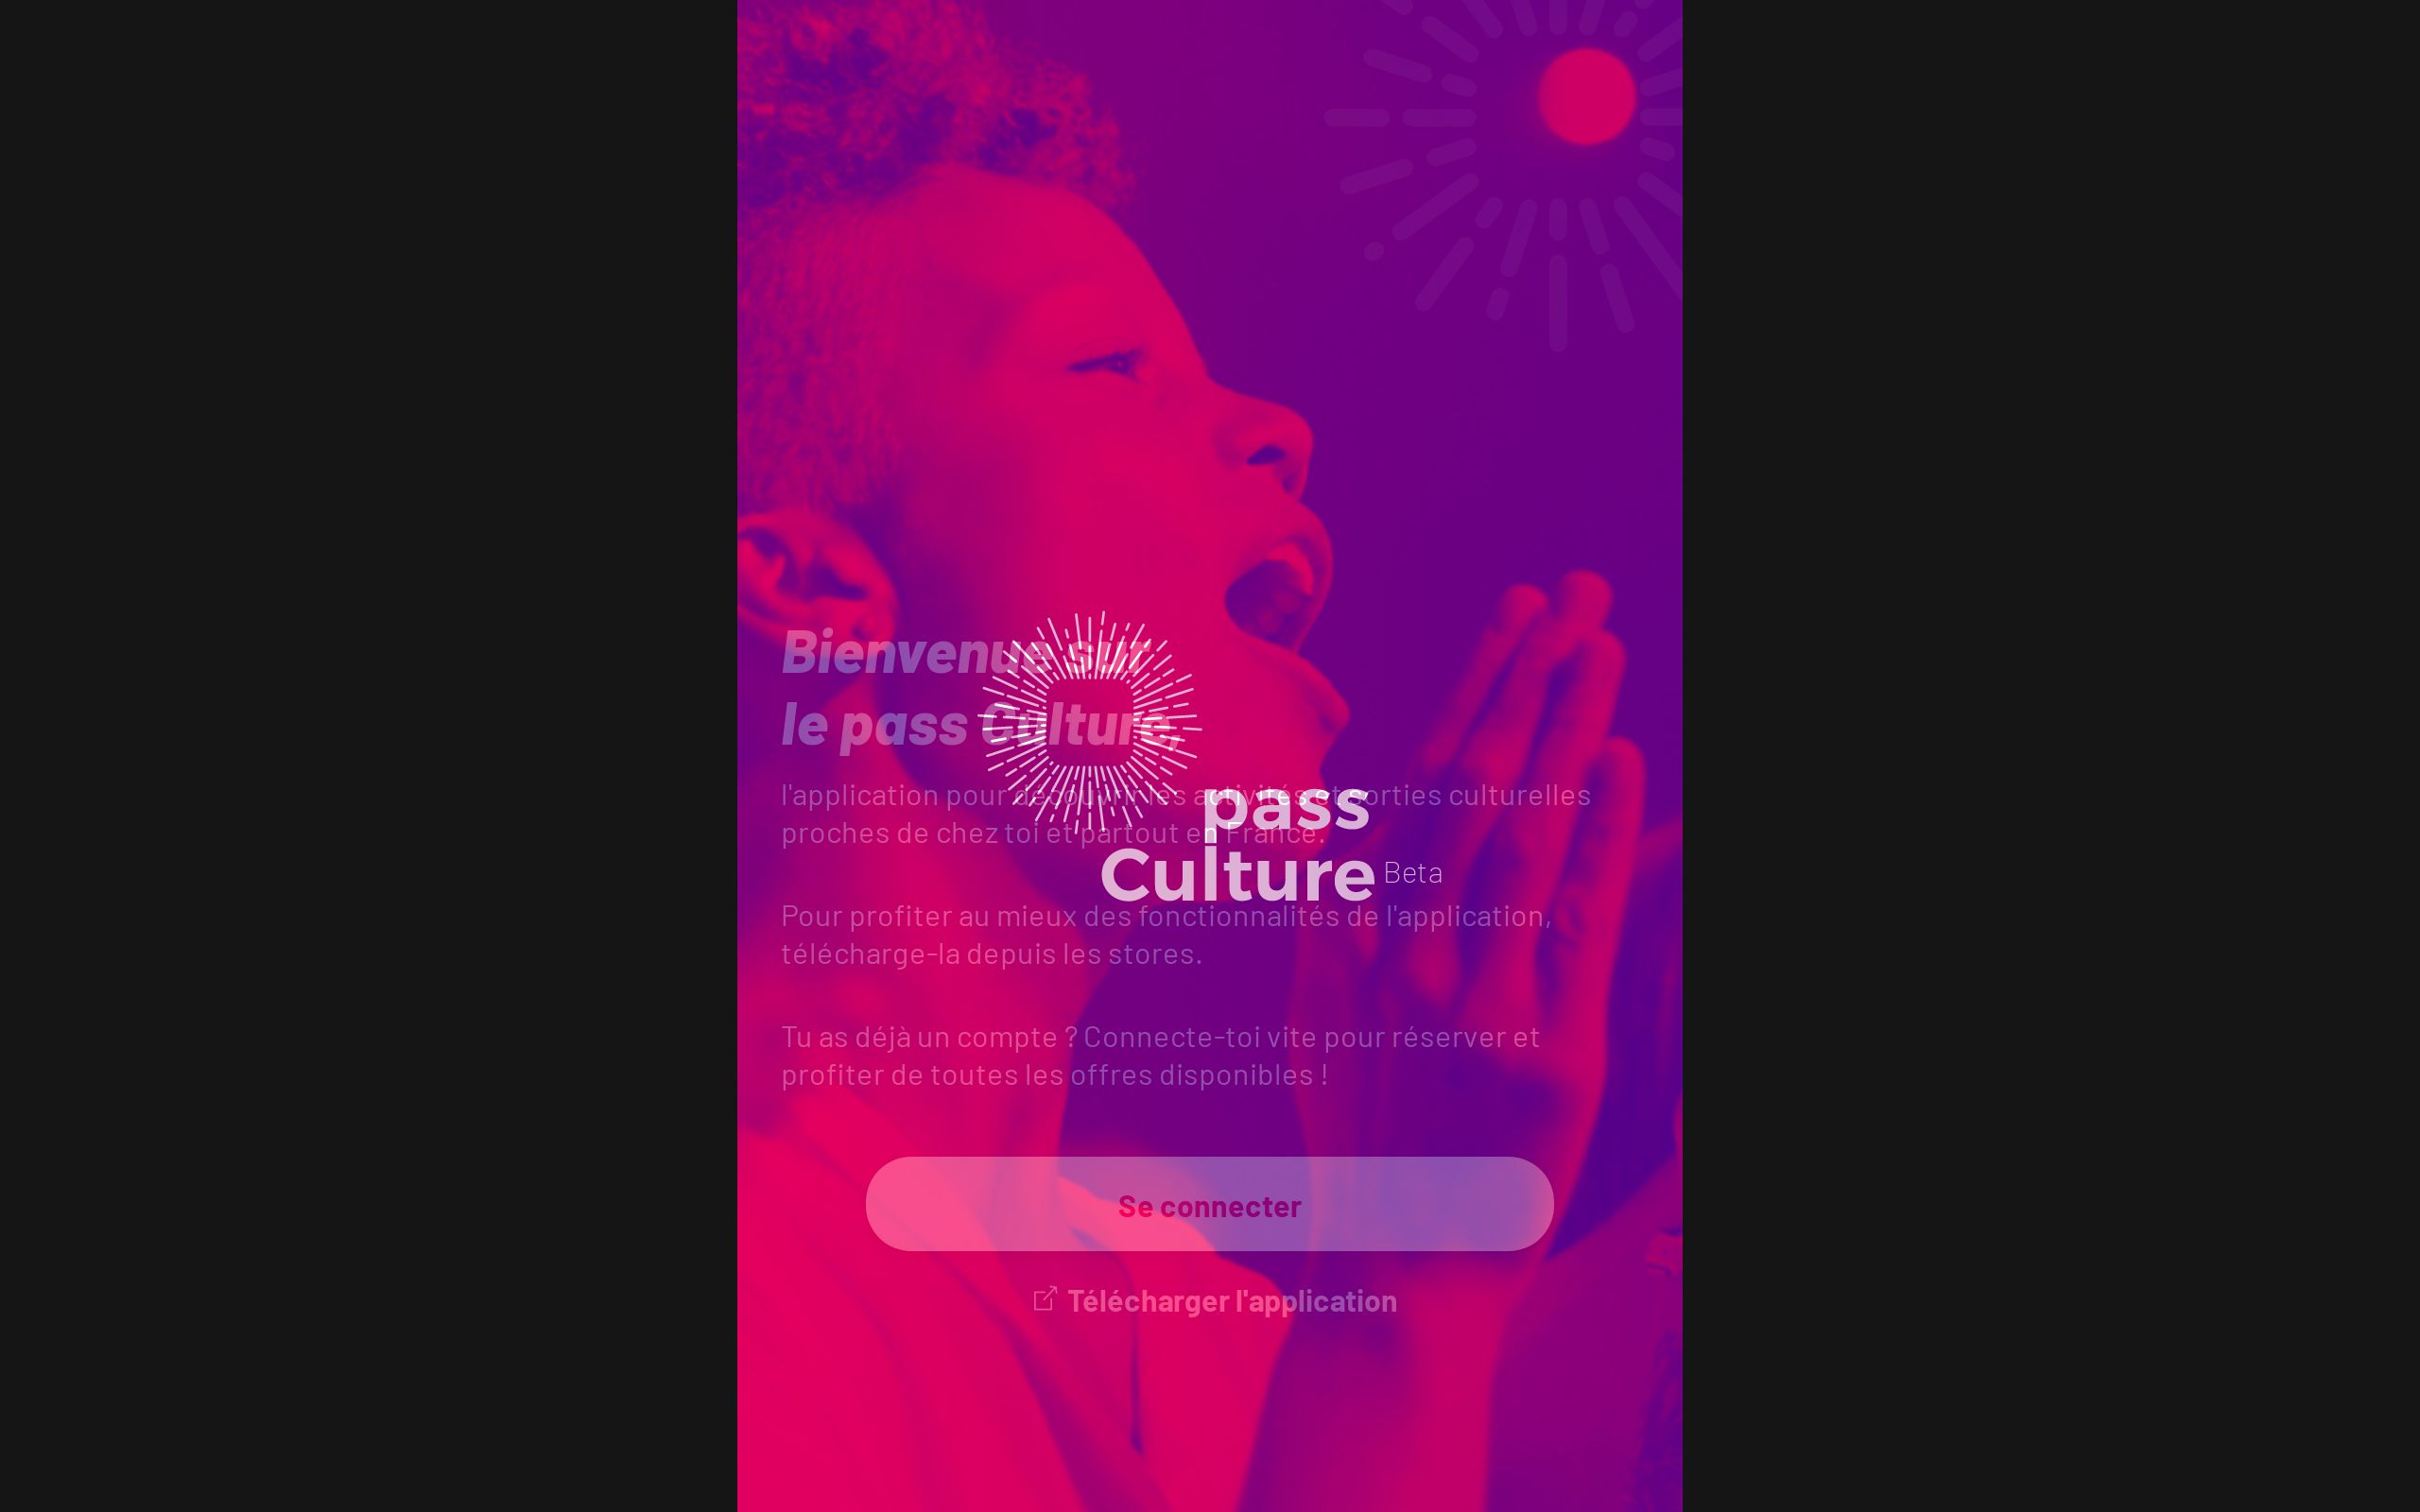 Bienvenue sur
le pass Culture,
l'application pour découvrir les activités et sorties culturelles
proches de chez toi et partout en France.
pass
Culture Beta
Pour profiter au mieux des fonctionnalités de l'application,
télécharge-la depuis les stores.
Tu as déjà un compte ? Connecte-toi vite pour réserver et
profiter de toutes les offres disponibles !
Se connecter
Télécharger l'application